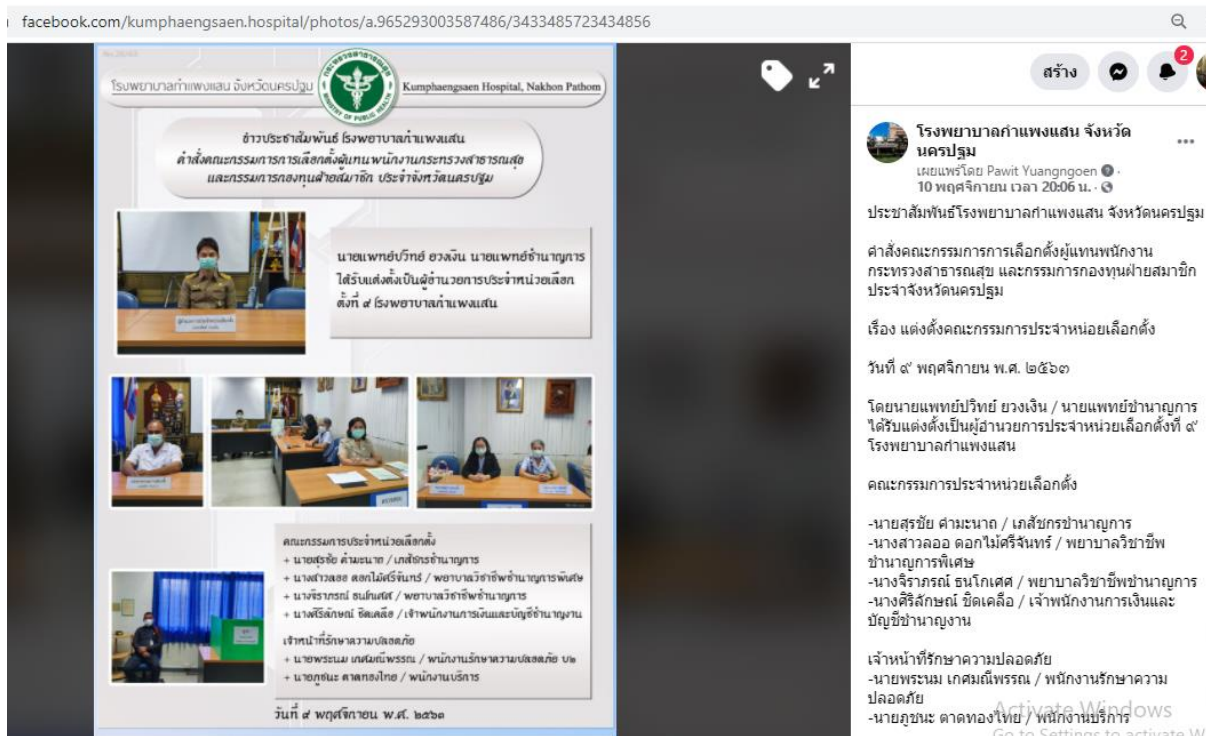 facebook.com/kumphaengsaen.hospital/photos/a.965293003587486/3433485723434856
โรงพยาบาลกำแพงแสน จังหวัดนครปฐม
MINISTRY OF PUBLIC HEALTH
Kumphaengsaen Hospital, Nakhon Pathom
ข่าวประชาสัมพันธ์ โรงพยาบาลกำแพงแสน
คำสั่งคณะกรรมการการเลือกตั้งผู้แทนพนักงานกระทรวงสาธารณสุข
และกรรมการกองทุนฝ่ายสมาชิก ประจำจังหวัดนครปฐม
นายแพทย์ปวิทย์ ยวงเงิน นายแพทย์ชำนาญการ
ได้รับแต่งตั้งเป็นผู้อำนวยการประจำหน่วยเลือก
ตั้งที่ ๙ โรงพยาบาลกำแพงแสน
คณะกรรมการประจำหน่วยเลือกตั้ง
+ นายสุรชัย คำมะนาถ / เภสัชกรชำนาญการ
+ นางสาวลออ ดอกไม้ศรีจันทร์ / พยาบาลวิชาชีพชำนาญการพิเศษ
+ นางจิราภรณ์ ธนโกเศศ / พยาบาลวิชาชีพชำนาญการ
+ นางศิริลักษณ์ ชิดเคลือ / เจ้าพนักงานการเงินและบัญชีชำนาญงาน
เจ้าหน้าที่รักษาความปลอดภัย
+ นายพระนม เกศมณีพรรณ / พนักงานรักษาความปลอดภัย บ๒
+ นายภูชนะ ตาดทองไทย / พนักงานบริการ
วันที่ ๙ พฤศจิกายน พ.ศ. ๒๕๖๓
สร้าง
2
โรงพยาบาลกำแพงแสน จังหวัด
นครปฐม
เผยแพร่โดย Pawit Yuangngoen
10 พฤศจิกายน เวลา 20:06 น.
ประชาสัมพันธ์โรงพยาบาลกำแพงแสน จังหวัดนครปฐม
คำสั่งคณะกรรมการการเลือกตั้งผู้แทนพนักงาน
กระทรวงสาธารณสุข และกรรมการกองทุนฝ่ายสมาชิก
ประจำจังหวัดนครปฐม
เรื่อง แต่งตั้งคณะกรรมการประจำหน่อยเลือกตั้ง
วันที่ ๙ พฤศจิกายน พ.ศ. ๒๕๖๓
โดยนายแพทย์ปวิทย์ ยวงเงิน / นายแพทย์ชำนาญการ
ได้รับแต่งตั้งเป็นผู้อำนวยการประจำหน่วยเลือกตั้งที่ ๙
โรงพยาบาลกำแพงแสน
คณะกรรมการประจำหน่วยเลือกตั้ง
-นายสุรชัย คำมะนาถ / เภสัชกรชำนาญการ
-นางสาวลออ ดอกไม้ศรีจันทร์ / พยาบาลวิชาชีพ
ชำนาญการพิเศษ
-นางจิราภรณ์ ธนโกเศศ / พยาบาลวิชาชีพชำนาญการ
-นางศิริลักษณ์ ชิดเคลือ / เจ้าพนักงานการเงินและ
บัญชีชำนาญงาน
เจ้าหน้าที่รักษาความปลอดภัย
-นายพระนม เกศมณีพรรณ / พนักงานรักษาความ
ปลอดภัย
-นายภูชนะ ตาดทองไทย / พนักงานบริการ
Activate Windows
Go to Settings to activate W